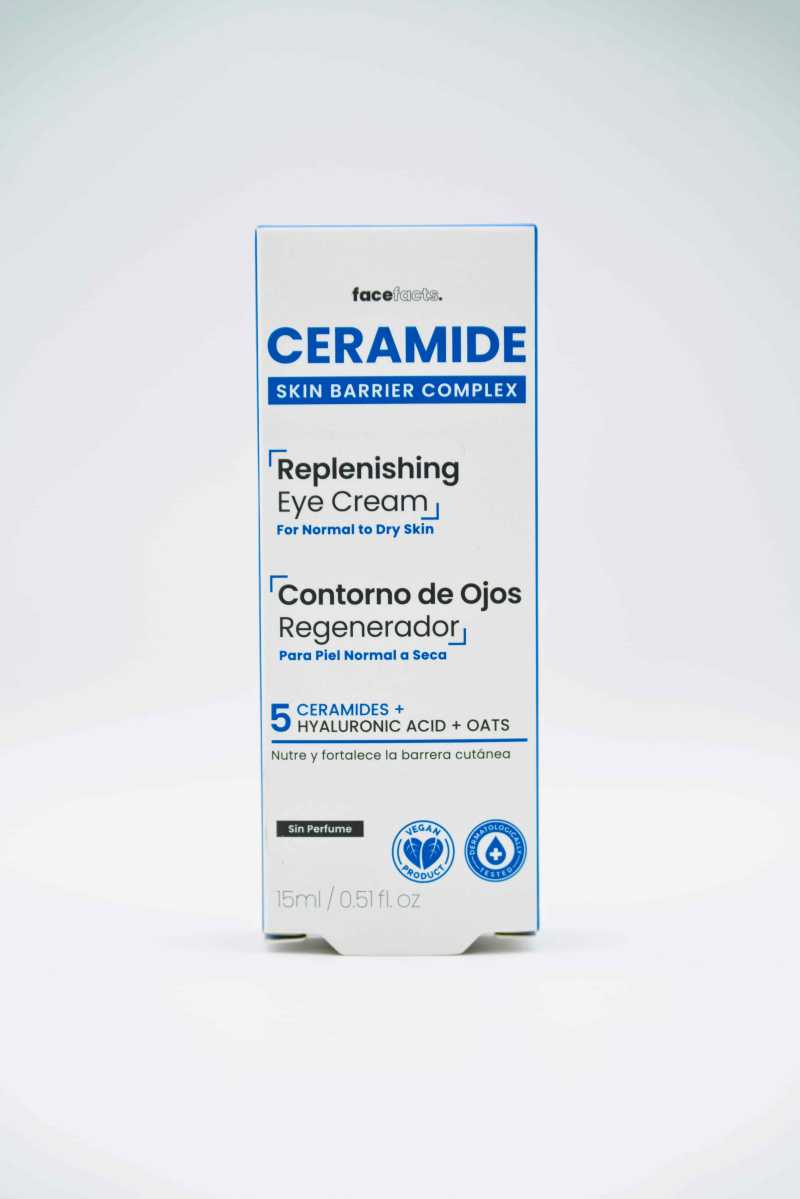 facefacts.
CERAMIDE
SKIN BARRIER COMPLEX
Replenishing
Eye Cream
For Normal to Dry Skin
Contorno de Ojos
Regenerador
Para Piel Normal a Seca
5 CERAMIDES +
HYALURONIC ACID + OATS
Nutre y fortalece la barrera cutánea
Sin Perfume
VEGAN
PRODUCT
DERMATOLOGICALLY
TESTED
15ml / 0.51 fl. oz